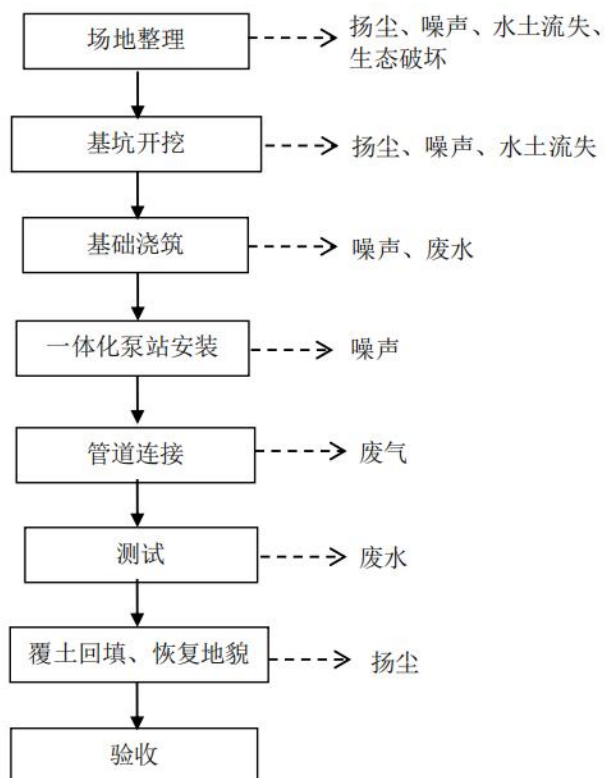 场地整理
扬尘、噪声、水土流失、
生态破坏
基坑开挖
扬尘、噪声、水土流失
基础浇筑
噪声、废水
一体化泵站安装
噪声
管道连接
废气
测试
废水
覆土回填、恢复地貌
扬尘
验收